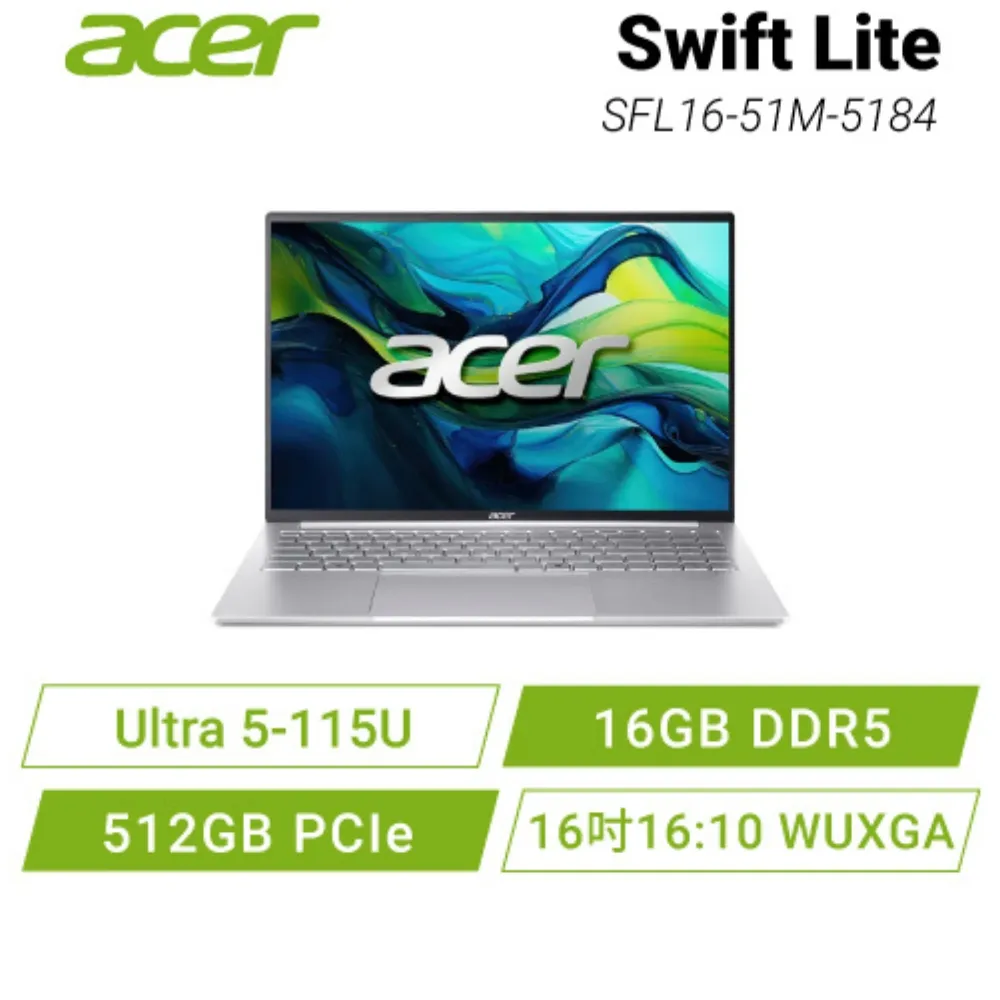 acer
Swift Lite
SFL16-51M-5184
acer
acer
Ultra 5-115U
16GB DDR5
512GB PCIe
16吋16:10 WUXGA